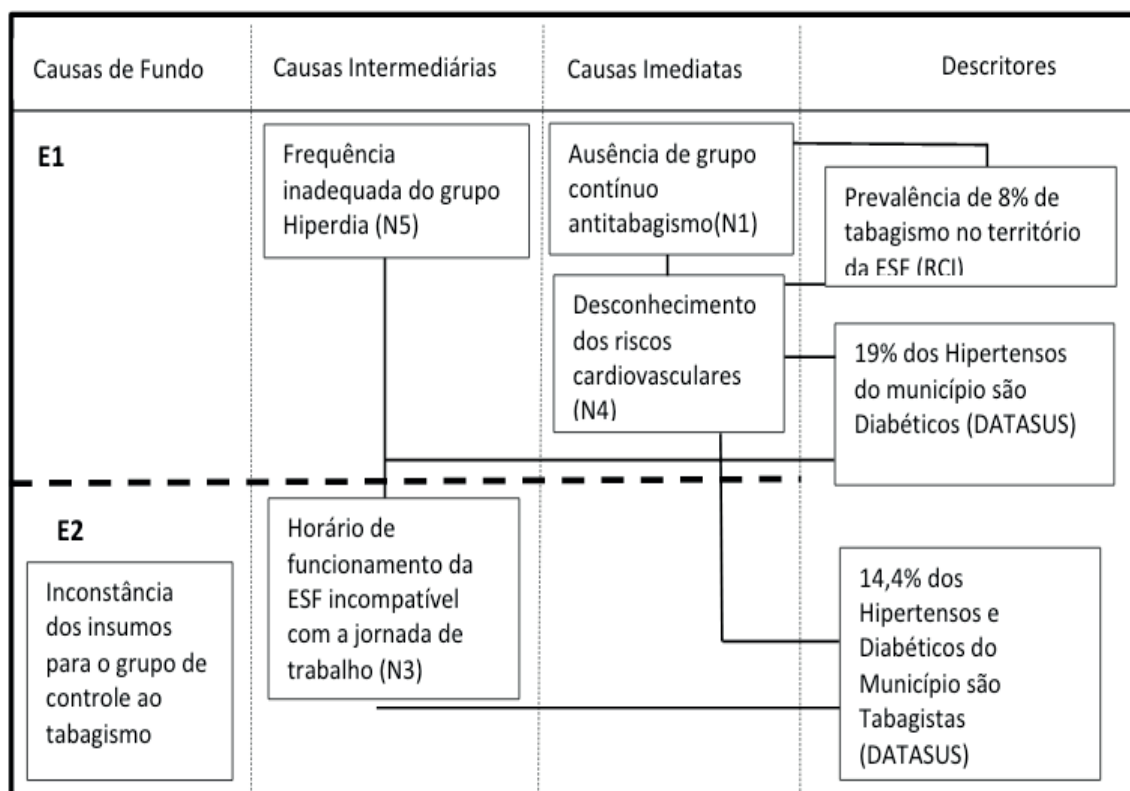 Causas de Fundo
Causas Intermediárias
Causas Imediatas
Descritores
E1
Frequência
inadequada do grupo
Hiperdia (N5)
Ausência de grupo
contínuo
antitabagismo(N1)
Prevalência de 8% de
tabagismo no território
da ESF (RCI)
Desconhecimento
dos riscos
cardiovasculares
(N4)
19% dos Hipertensos
do município são
Diabéticos (DATASUS)
E2
Inconstância
dos insumos
para o grupo de
controle ao
tabagismo
Horário de
funcionamento da
ESF incompatível
com a jornada de
trabalho (N3)
14,4% dos
Hipertensos e
Diabéticos do
Município são
Tabagistas
(DATASUS)